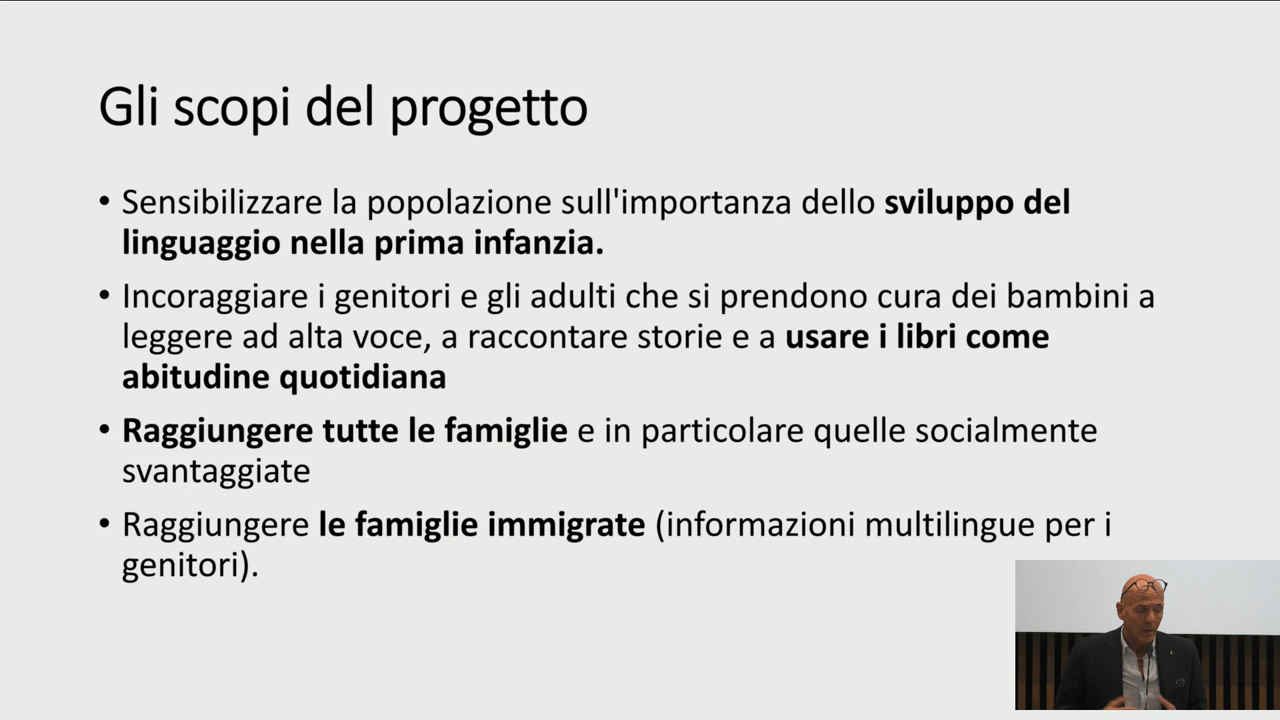 Gli scopi del progetto
• Sensibilizzare la popolazione sull'importanza dello sviluppo del
linguaggio nella prima infanzia.
• Incoraggiare i genitori e gli adulti che si prendono cura dei bambini a
leggere ad alta voce, a raccontare storie e a usare i libri come
abitudine quotidiana
• Raggiungere tutte le famiglie e in particolare quelle socialmente
svantaggiate
• Raggiungere le famiglie immigrate (informazioni multilingue per i
genitori).